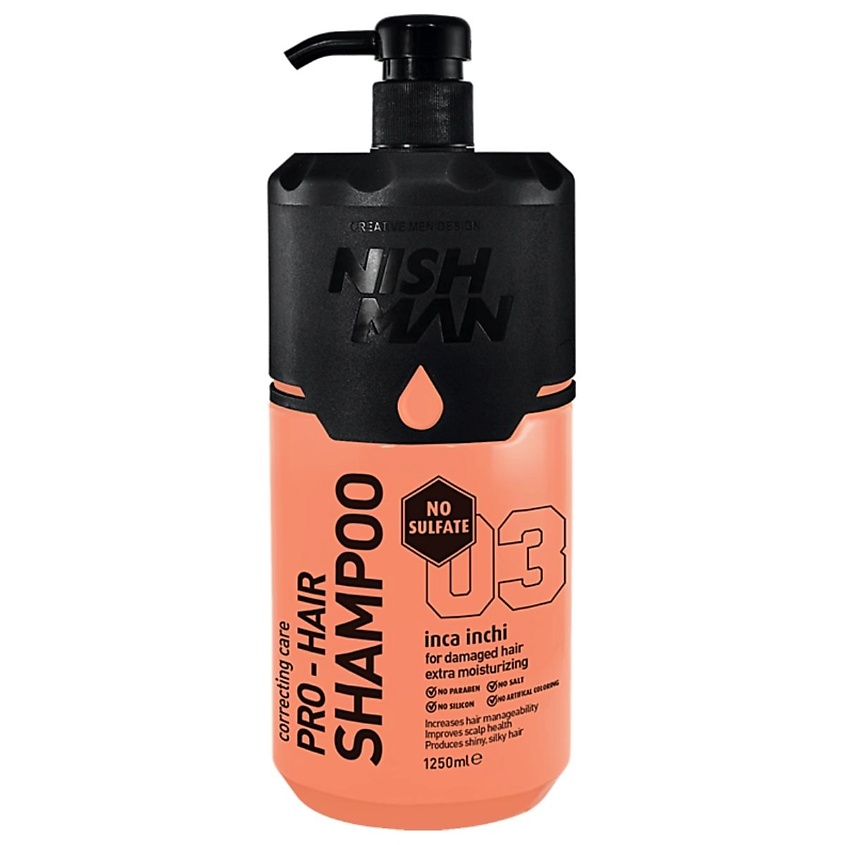 CREATIVE MEN DESIGN
NISH
MAN
correcting care
PRO - HAIR
SHAMPOO
NO
SULFATE
03
inca inchi
for damaged hair
extra moisturizing
NO PARABEN NO SALT
NO SILICON NO ARTIFICAL COLORING
Increases hair manageability
Improves scalp health
Produces shiny, silky hair
1250ml℮